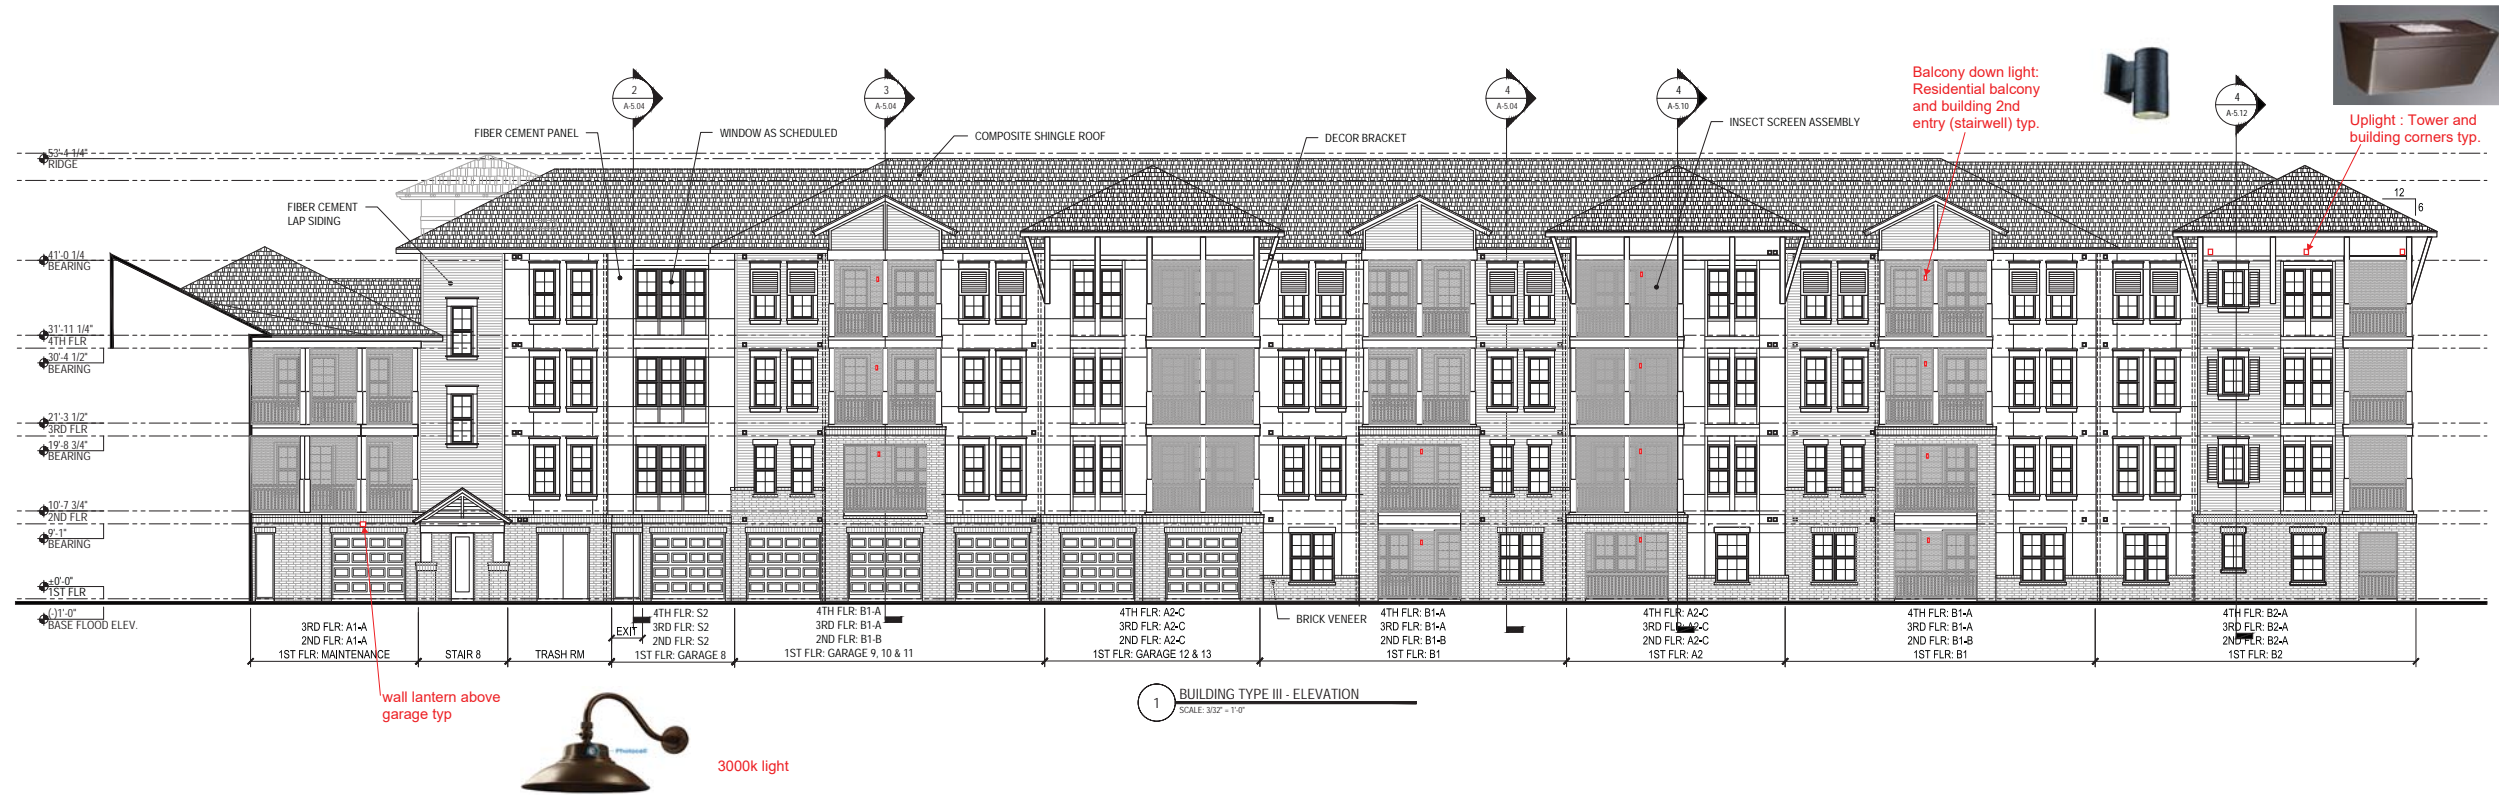 2
A-5.04
3
A-5.04
4
A-5.04
4
A-5.10
4
A-5.12
Balcony down light:
Residential balcony
and building 2nd
entry (stairwell) typ.
Uplight : Tower and
building corners typ.
FIBER CEMENT PANEL
WINDOW AS SCHEDULED
COMPOSITE SHINGLE ROOF
DECOR BRACKET
INSECT SCREEN ASSEMBLY
FIBER CEMENT
LAP SIDING
12
6
53'-4 1/4"
RIDGE
41'-0 1/4
BEARING
31'-11 1/4"
4TH FLR
30'-4 1/2"
BEARING
21'-3 1/2"
3RD FLR
19'-8 3/4"
BEARING
10'-7 3/4"
2ND FLR
9'-1"
BEARING
±0'-0"
1ST FLR
(-)1'-0"
BASE FLOOD ELEV.
BRICK VENEER
3RD FLR: A1-A
2ND FLR: A1-A
1ST FLR: MAINTENANCE
STAIR 8
TRASH RM
EXIT
4TH FLR: S2
3RD FLR: S2
2ND FLR: S2
1ST FLR: GARAGE 8
4TH FLR: B1-A
3RD FLR: B1-A
2ND FLR: B1-B
1ST FLR: GARAGE 9, 10 & 11
4TH FLR: A2-C
3RD FLR: A2-C
2ND FLR: A2-C
1ST FLR: GARAGE 12 & 13
4TH FLR: B1-A
3RD FLR: B1-A
2ND FLR: B1-B
1ST FLR: B1
4TH FLR: A2-C
3RD FLR: A2-C
2ND FLR: A2-C
1ST FLR: A2
4TH FLR: B1-A
3RD FLR: B1-A
2ND FLR: B1-B
1ST FLR: B1
4TH FLR: B2-A
3RD FLR: B2-A
2ND FLR: B2-A
1ST FLR: B2
wall lantern above
garage typ
Photocell
3000k light
1
BUILDING TYPE III - ELEVATION
SCALE: 3/32" = 1'-0"